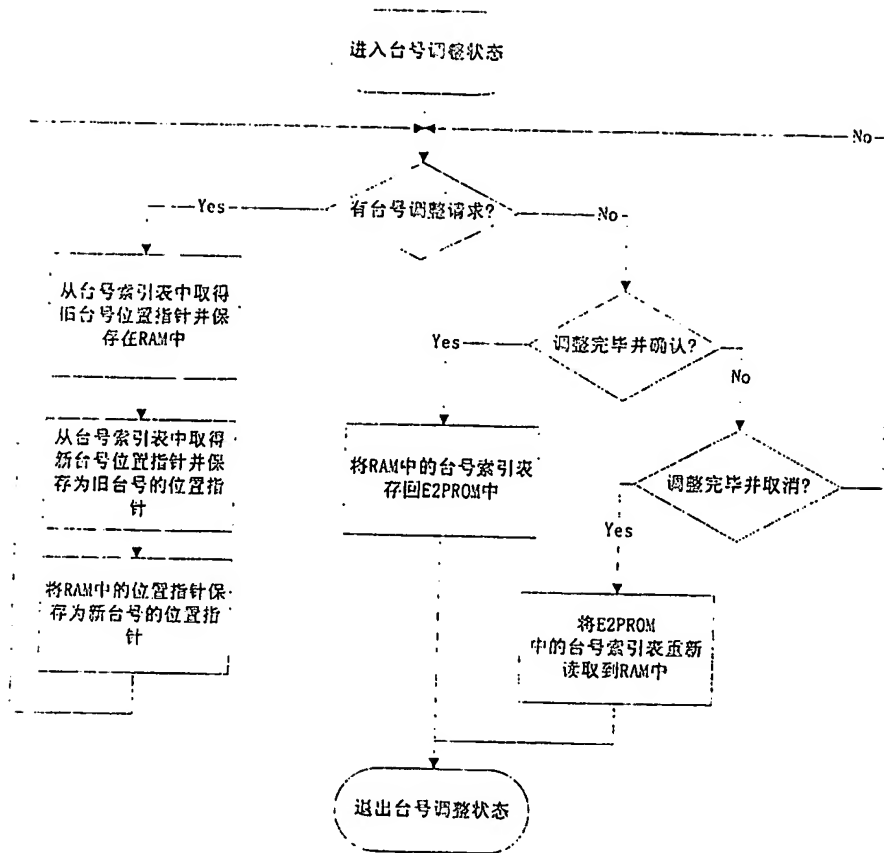 进入台号调整状态
No
有台号调整请求?
Yes
No
从台号索引表中取得
旧台号位置指针并保
存在RAM中
调整完毕并确认?
Yes
No
从台号索引表中取得
新台号位置指针并保
存为旧台号的位置指
针
将RAM中的台号索引表
存回E2PROM中
调整完毕并取消?
Yes
将RAM中的位置指针保
存为新台号的位置指
针
将E2PROM
中的台号索引表重新
读取到RAM中
退出台号调整状态